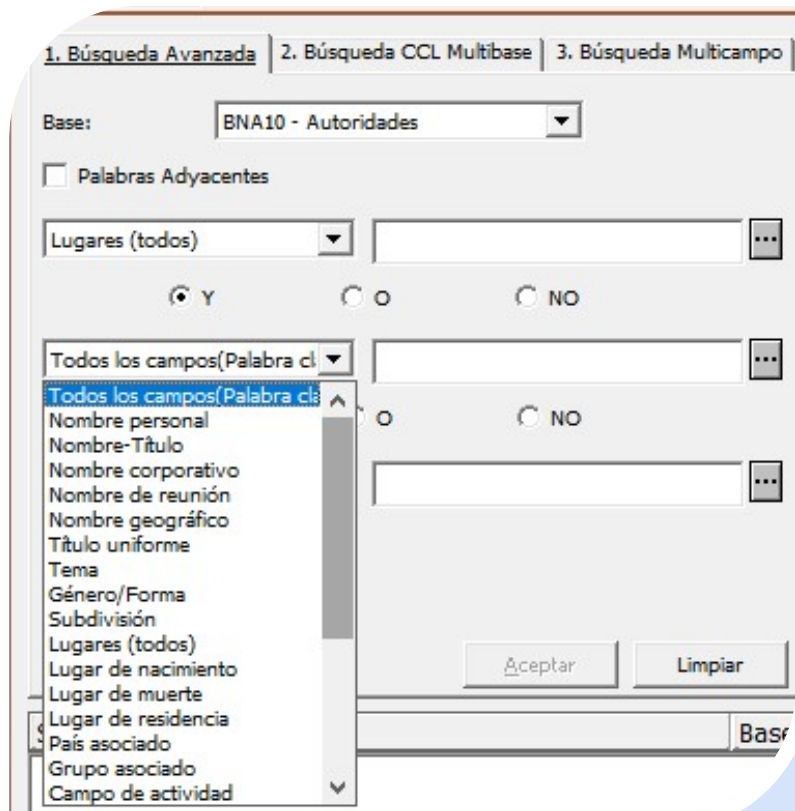 1. Búsqueda Avanzada 2. Búsqueda CCL Multibase 3. Búsqueda Multicampo
Base: BNA10 - Autoridades
Palabras Adyacentes
Lugares (todos)
Y O NO
Todos los campos(Palabra cl
Todos los campos(Palabra cla
Nombre personal
O NO
Nombre-Título
Nombre corporativo
Nombre de reunión
Nombre geográfico
Título uniforme
Tema
Género/Forma
Subdivisión
Lugares (todos)
Lugar de nacimiento
Aceptar Limpiar
Lugar de muerte
Lugar de residencia
Base
País asociado
Grupo asociado
Campo de actividad